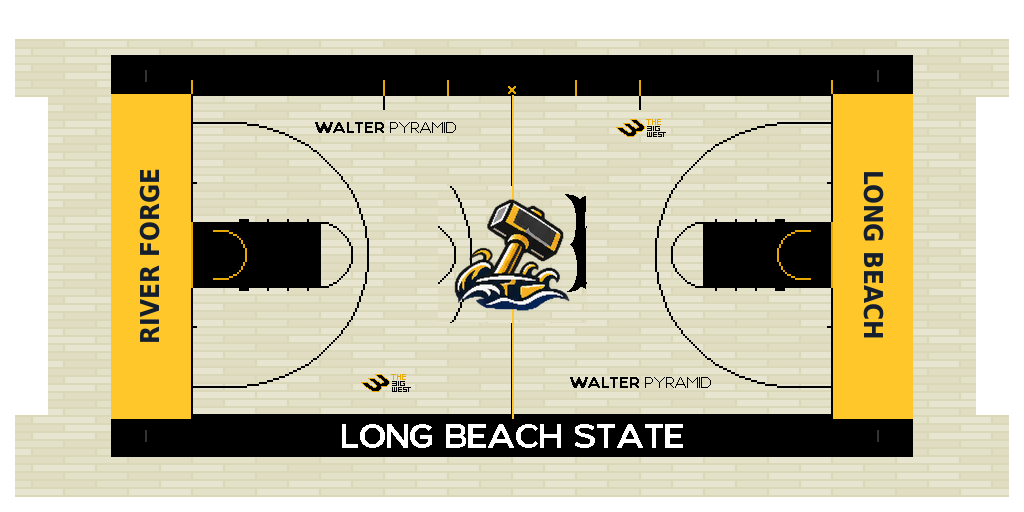 WALTER PYRAMID
THE
BIG
WEST
RIVER FORGE
LONG BEACH
THE
BIG
WEST
WALTER PYRAMID
LONG BEACH STATE